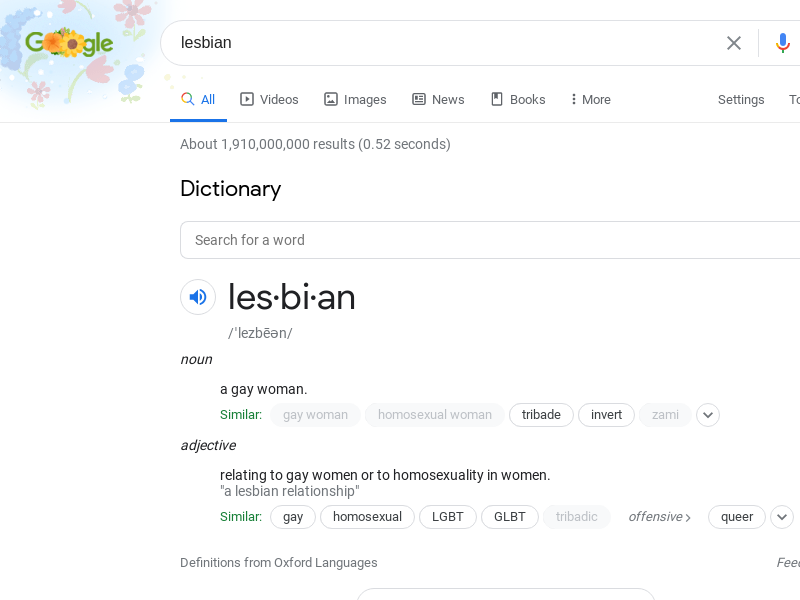 Google
lesbian
All Videos Images News Books More Settings
About 1,910,000,000 results (0.52 seconds)
Dictionary
Search for a word
les·bi·an
/ˈlezbēən/
noun
a gay woman.
Similar: gay woman homosexual woman tribade invert zami
adjective
relating to gay women or to homosexuality in women.
"a lesbian relationship"
Similar: gay homosexual LGBT GLBT tribadic offensive queer
Definitions from Oxford Languages